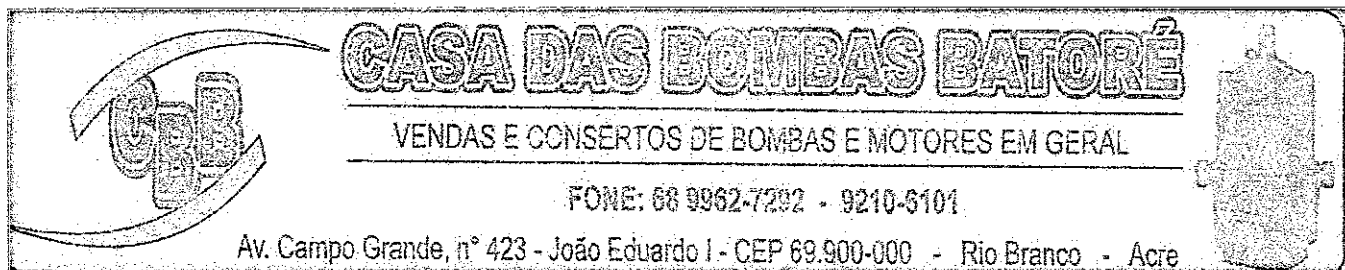 CASA DAS BOMBAS BATORÉ
CBB
VENDAS E CONSERTOS DE BOMBAS E MOTORES EM GERAL
FONE: 68 9962-7292 - 9210-6101
Av. Campo Grande, n° 423 - João Eduardo I - CEP 69.900-000 - Rio Branco - Acre